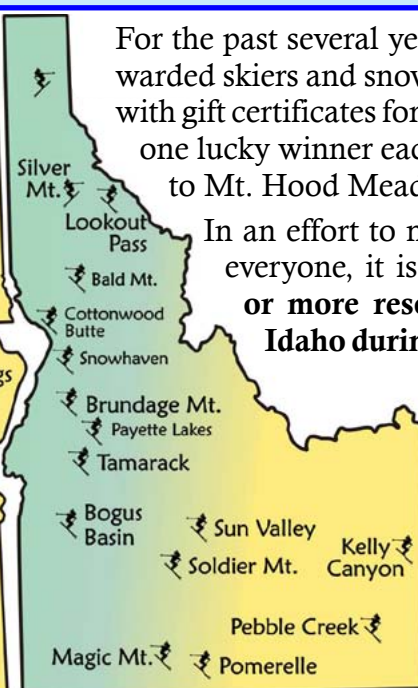 For the past several ye
warded skiers and snow
with gift certificates for
one lucky winner each
to Mt. Hood Mead
In an effort to m
everyone, it is
or more reso
Idaho durin
Silver
Mt.
Lookout
Pass
Bald Mt.
Cottonwood
Butte
Snowhaven
gs
Brundage Mt.
Payette Lakes
Tamarack
Bogus
Basin
Sun Valley
Soldier Mt.
Kelly
Canyon
Pebble Creek
Magic Mt.
Pomerelle